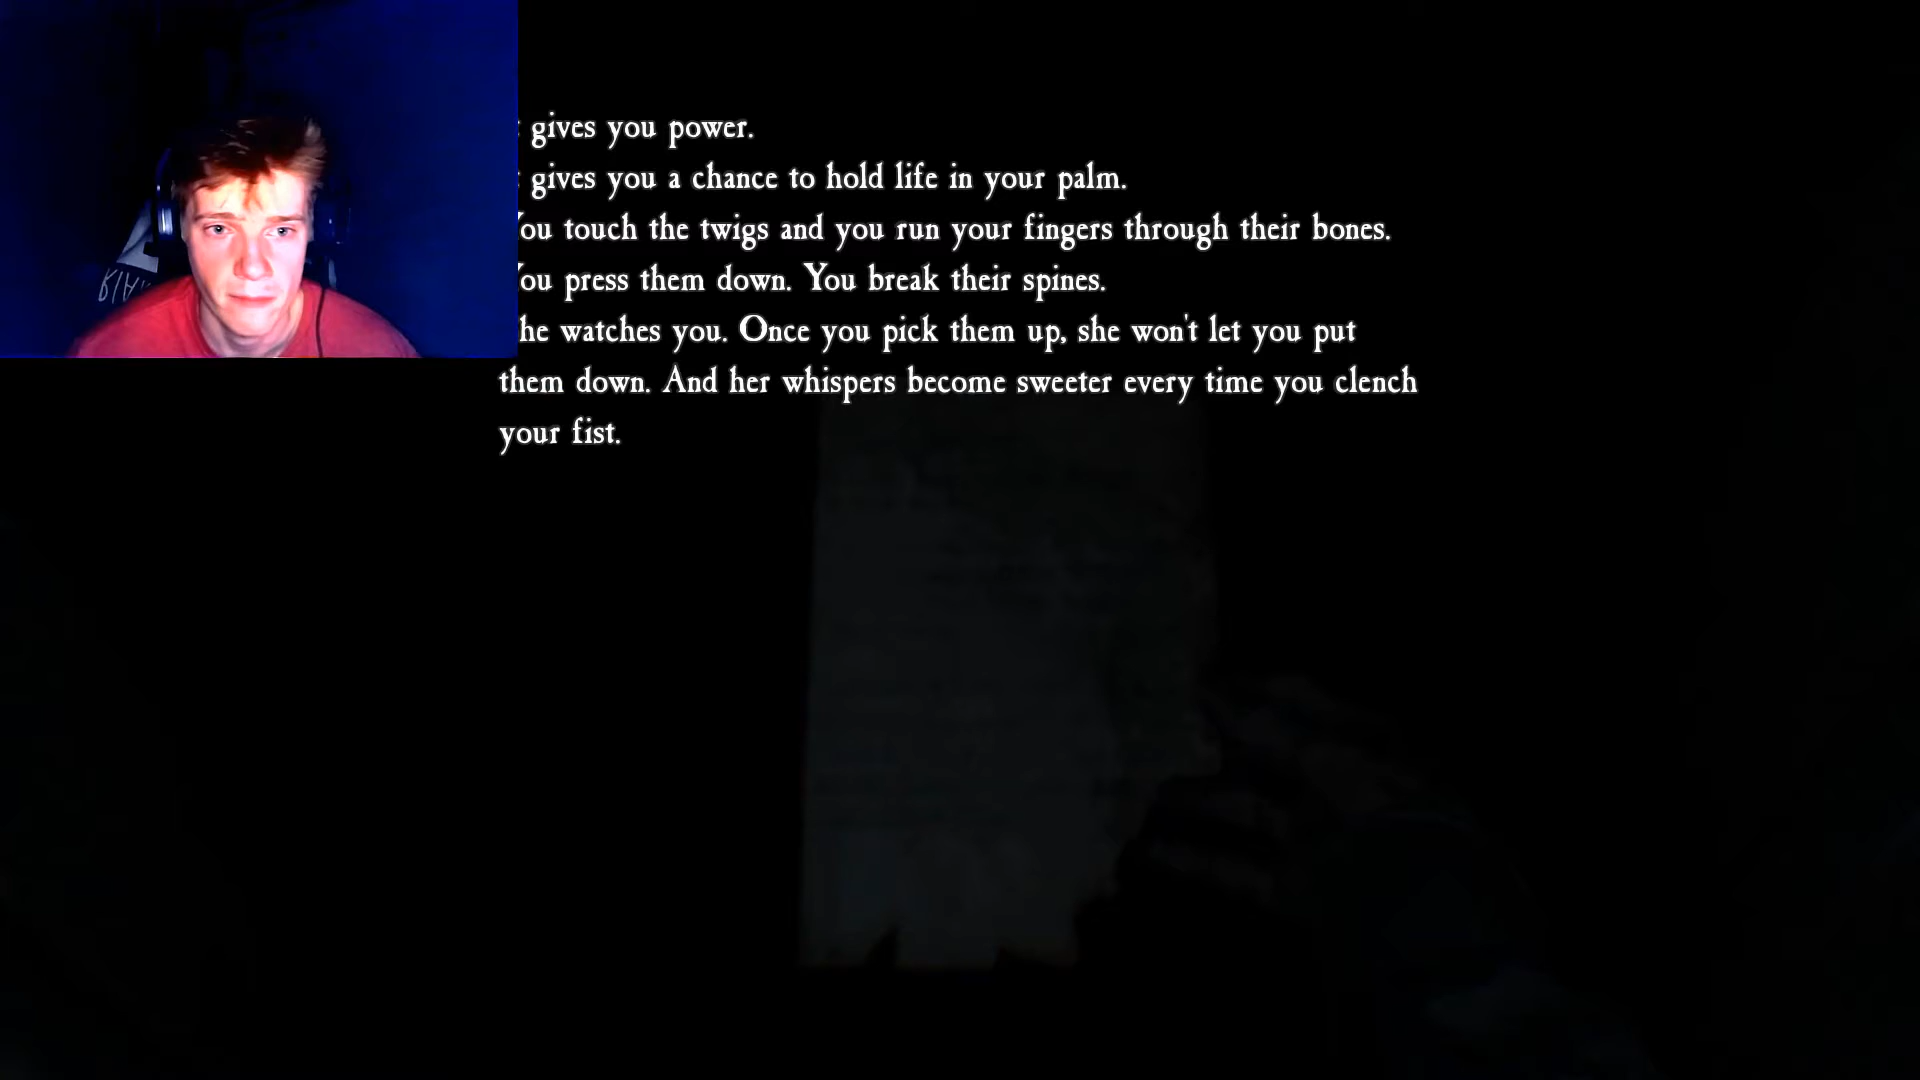 gives you power.
gives you a chance to hold life in your palm.
You touch the twigs and you run your fingers through their bones.
You press them down. You break their spines.
he watches you. Once you pick them up, she won't let you put
them down. And her whispers become sweeter every time you clench
your fist.